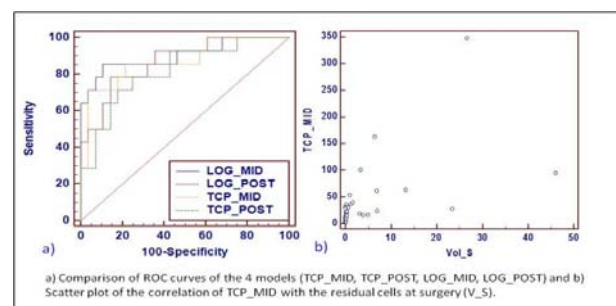 100
80
60
40
20
0
Sensitivity
0 20 40 60 80 100
100-Specificity
LOG_MID
LOG_POST
TCP_MID
TCP_POST
a)
350
300
250
200
150
100
50
0
TCP_MID
0 10 20 30 40 50
Vol_S
b)
a) Comparison of ROC curves of the 4 models (TCP_MID, TCP_POST, LOG_MID, LOG_POST) and b)
Scatter plot of the correlation of TCP_MID with the residual cells at surgery (V_S).